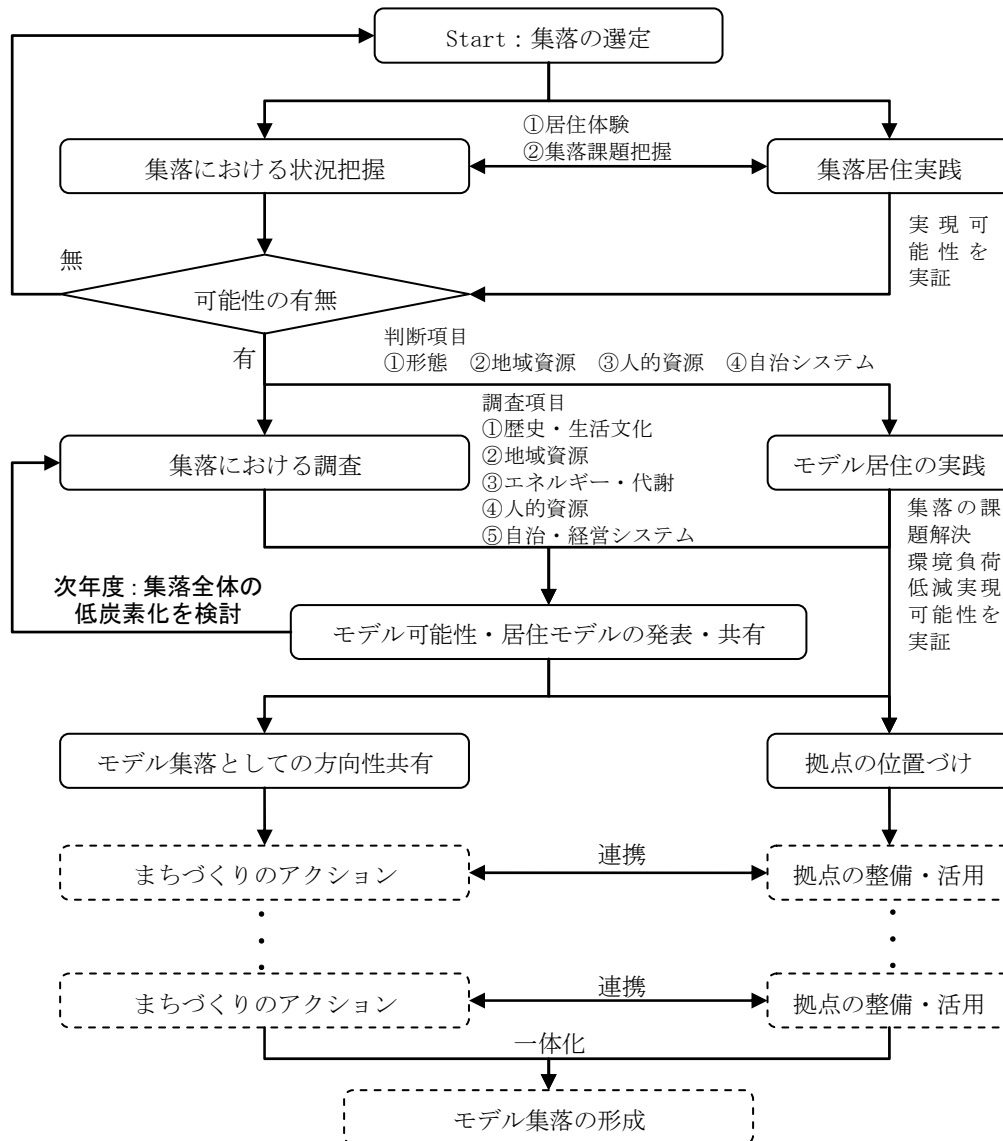 Start：集落の選定
①居住体験
②集落課題把握
集落における状況把握
集落居住実践
実現可
能性を
実証
無
可能性の有無
有
判断項目
①形態　②地域資源　③人的資源　④自治システム
調査項目
①歴史・生活文化
②地域資源
③エネルギー・代謝
④人的資源
⑤自治・経営システム
集落における調査
モデル居住の実践
集落の課
題解決
環境負荷
低減実現
可能性を
実証
次年度：集落全体の
低炭素化を検討
モデル可能性・居住モデルの発表・共有
モデル集落としての方向性共有
拠点の位置づけ
まちづくりのアクション
連携
拠点の整備・活用
まちづくりのアクション
連携
拠点の整備・活用
一体化
モデル集落の形成